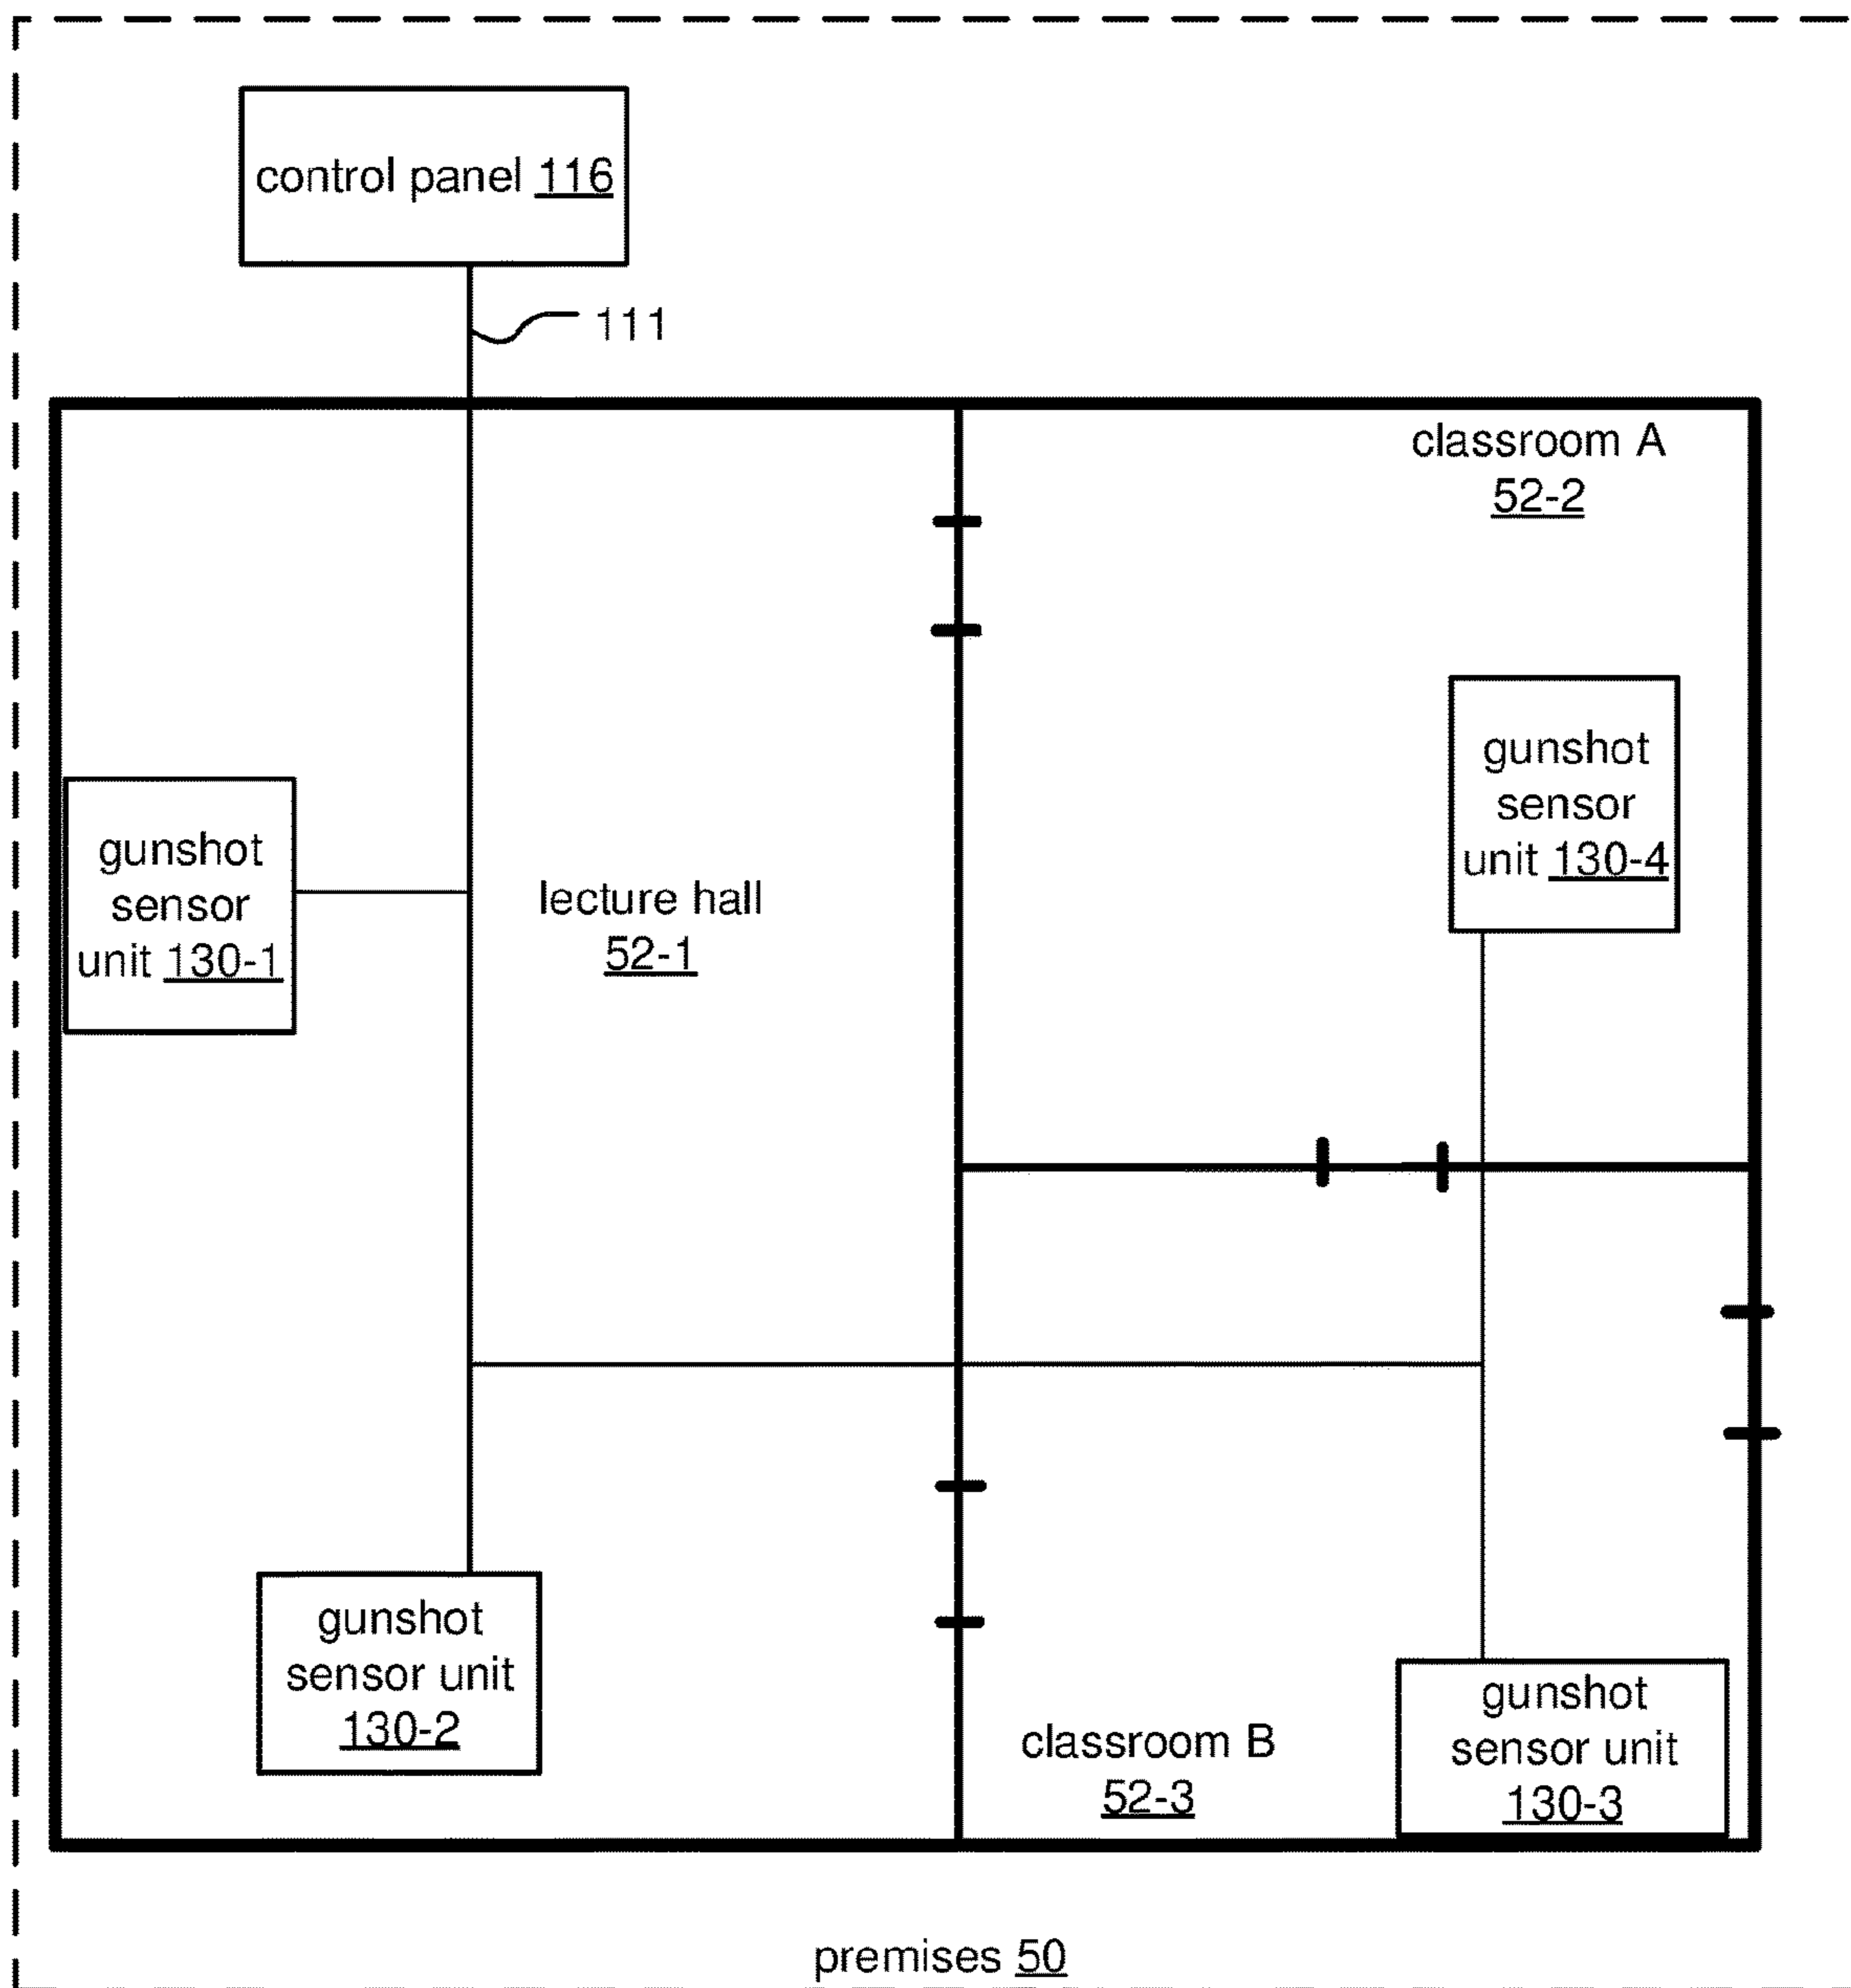 control panel 116
111
classroom A
52-2
gunshot
sensor
unit 130-4
gunshot
sensor
unit 130-1
lecture hall
52-1
gunshot
sensor unit
130-2
classroom B
52-3
gunshot
sensor unit
130-3
premises 50